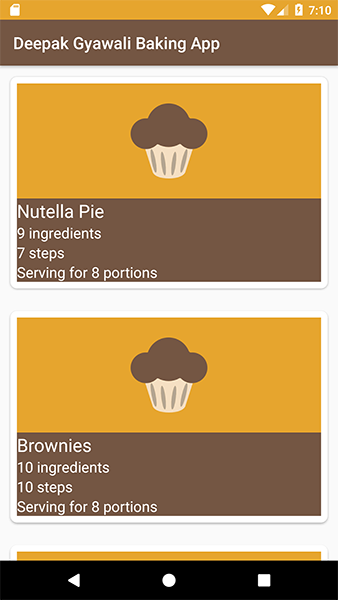 7:10
Deepak Gyawali Baking App
Nutella Pie
9 ingredients
7 steps
Serving for 8 portions
Brownies
10 ingredients
10 steps
Serving for 8 portions